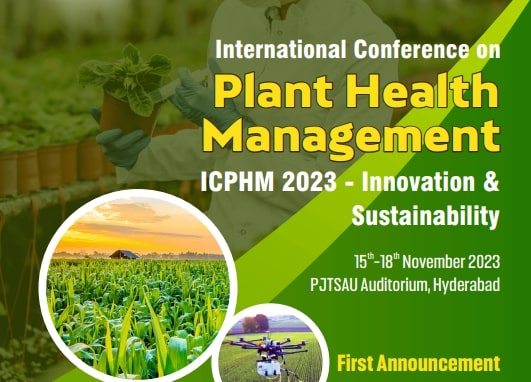 International Conference on
Plant Health
Management
ICPHM 2023 - Innovation &
Sustainability
15th-18th November 2023
PJTSAU Auditorium, Hyderabad
First Announcement